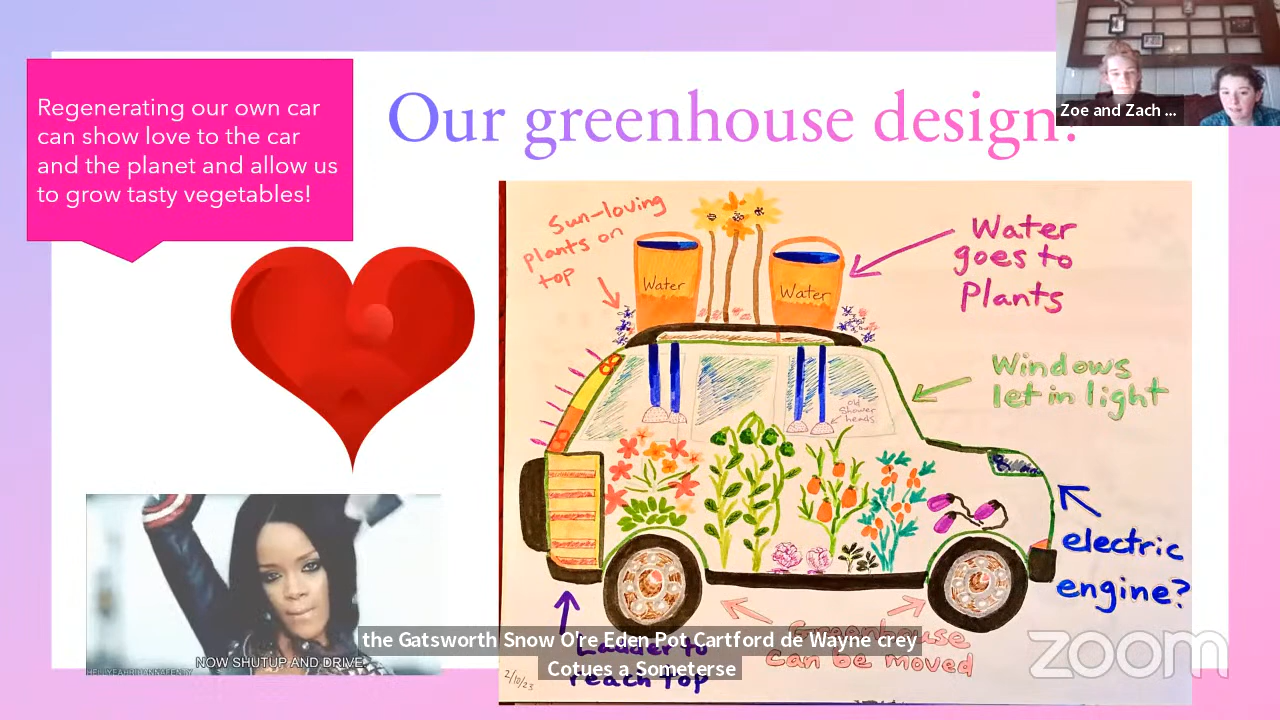 Regenerating our own car
can show love to the car
and the planet and allow us
to grow tasty vegetables!
Our greenhouse design.
Zoe and Zach ...
Sun-loving
plants on
top
Water
Water
Water
goes to
Plants
Windows
let in light
old
shower
heads
electric
engine?
Greenhouse
can be moved
Ladder to
reach top
2/10/23
NOW SHUTUP AND DRIVE
the Gatsworth Snow O're Eden Pot Cartford de Wayne crey
Cotues a Someterse
zoom